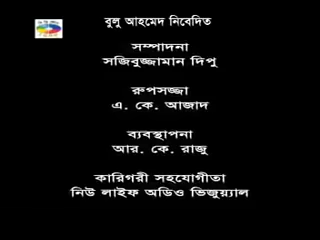 বুলু আহমেদ নিবেদিত
সম্পাদনা
সজিবুজ্জামান দিপু
রুপসজ্জা
এ. কে. আজাদ
ব্যবস্থাপনা
আর. কে. রাজু
কারিগরী সহযোগীতা
নিউ লাইফ অডিও ভিজুয়্যাল